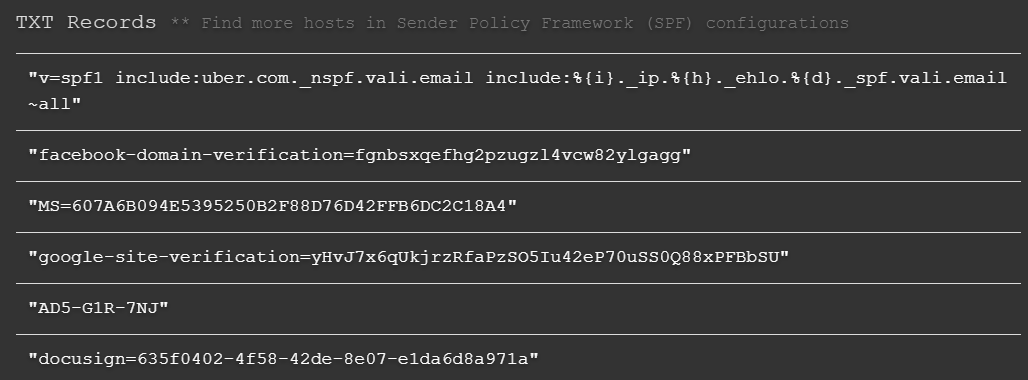 TXT Records ** Find more hosts in Sender Policy Framework (SPF) configurations
"v=spf1 include:uber.com._nspf.vali.email include:%{i}._ip.%{h}._ehlo.%{d}._spf.vali.email
~all"
"facebook-domain-verification=fgnbsxqefhg2pzugzl4vcw82ylgagg"
"MS=607A6B094E5395250B2F88D76D42FFB6DC2C18A4"
"google-site-verification=yHvJ7x6qUkjrzRfaPzSO5Iu42eP70uSS0Q88xPFBbSU"
"AD5-G1R-7NJ"
"docusign=635f0402-4f58-42de-8e07-e1da6d8a971a"